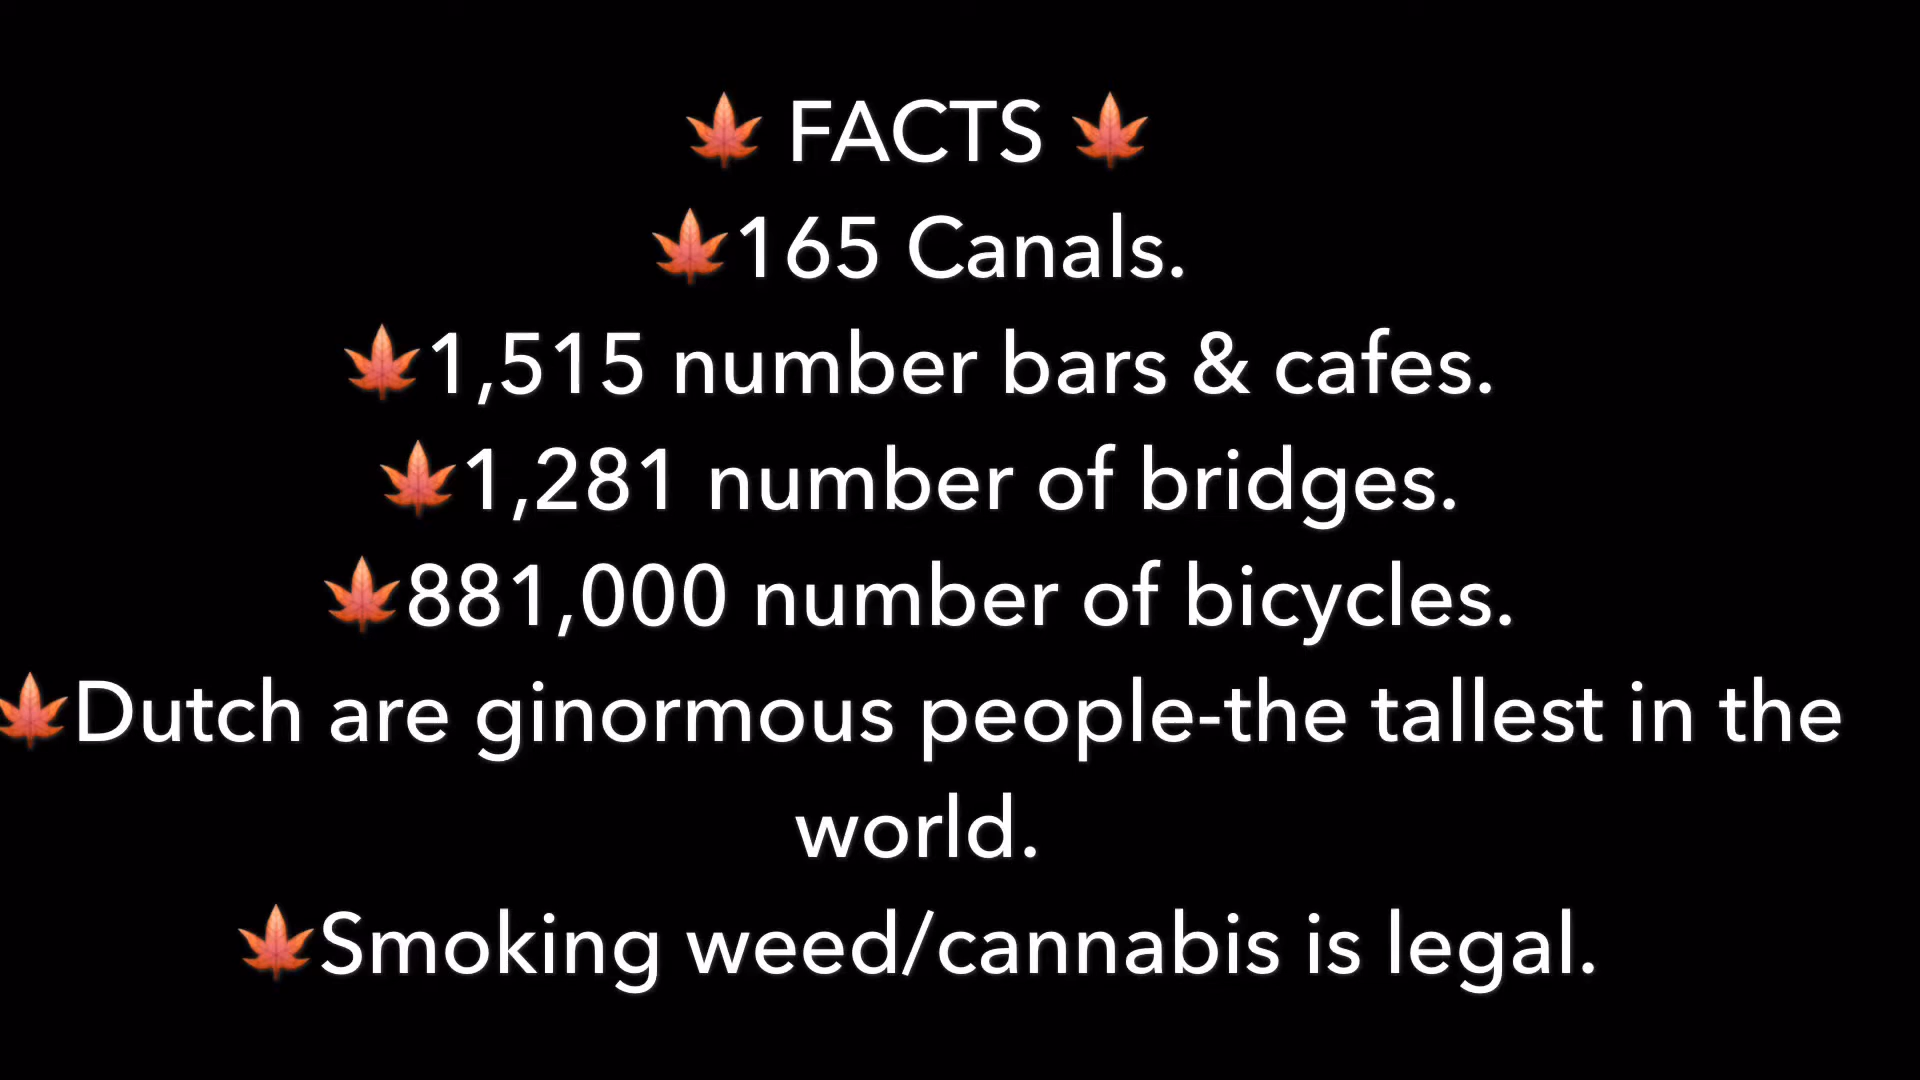 🍁 FACTS 🍁
🍁165 Canals.
🍁1,515 number bars & cafes.
🍁1,281 number of bridges.
🍁881,000 number of bicycles.
🍁Dutch are ginormous people-the tallest in the
world.
🍁Smoking weed/cannabis is legal.